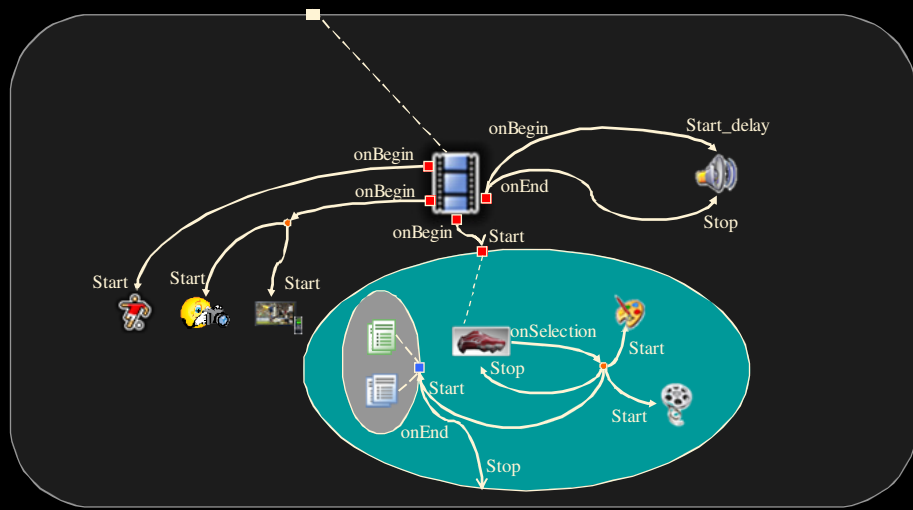 Start_delay
onBegin
onBegin
onEnd
onBegin
Stop
onBegin
Start
Start
Start
Start
onSelection
Start
Stop
Start
Start
onEnd
Stop